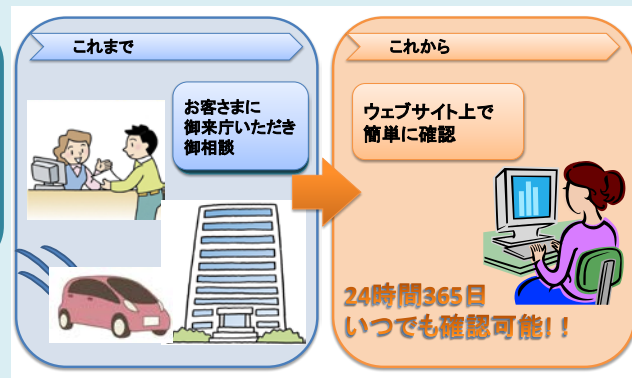 これまで
お客さまに
御来庁いただき
御相談
これから
ウェブサイト上で
簡単に確認
24時間365日
いつでも確認可能！！